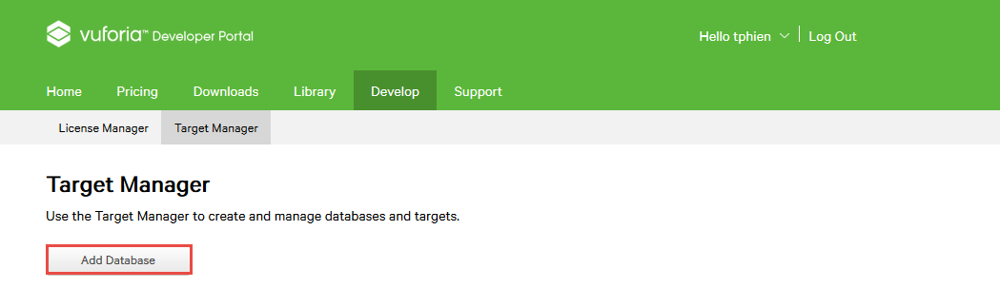 vuforia™ Developer Portal
Hello tphien Log Out
Home Pricing Downloads Library Develop Support
License Manager Target Manager
Target Manager
Use the Target Manager to create and manage databases and targets.
Add Database